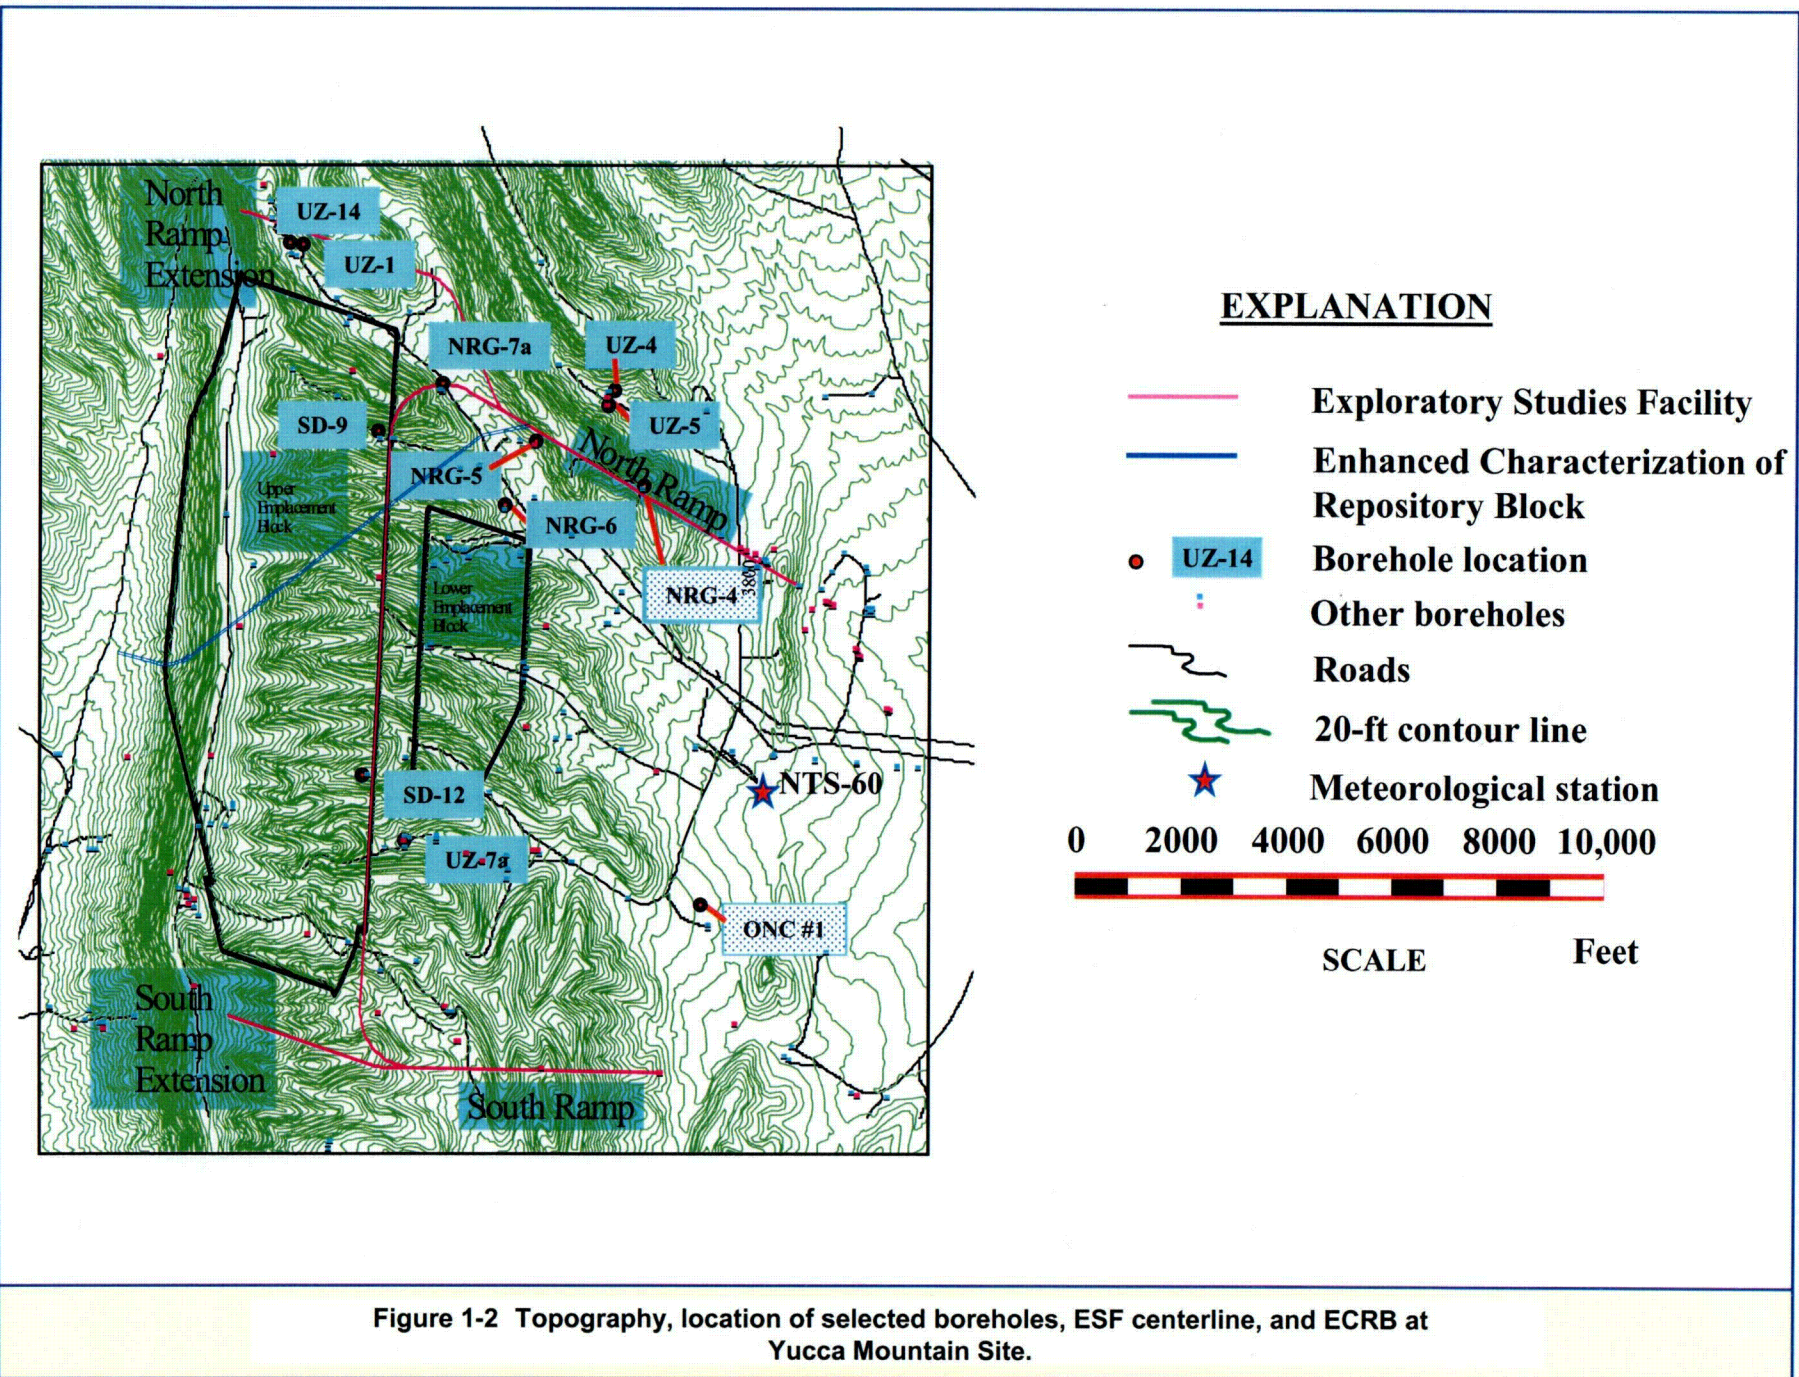 North
Ramp
Extension
UZ-14
UZ-1
NRG-7a
UZ-4
SD-9
UZ-5
NRG-5
North Ramp
Upper
Emplacement
Block
NRG-6
Lower
Emplacement
Block
NRG-4
3800
SD-12
NTS-60
UZ-7a
ONC #1
South
Ramp
Extension
South Ramp
EXPLANATION
Exploratory Studies Facility
Enhanced Characterization of
Repository Block
UZ-14 Borehole location
Other boreholes
Roads
20-ft contour line
Meteorological station
0 2000 4000 6000 8000 10,000
SCALE Feet
Figure 1-2 Topography, location of selected boreholes, ESF centerline, and ECRB at
Yucca Mountain Site.